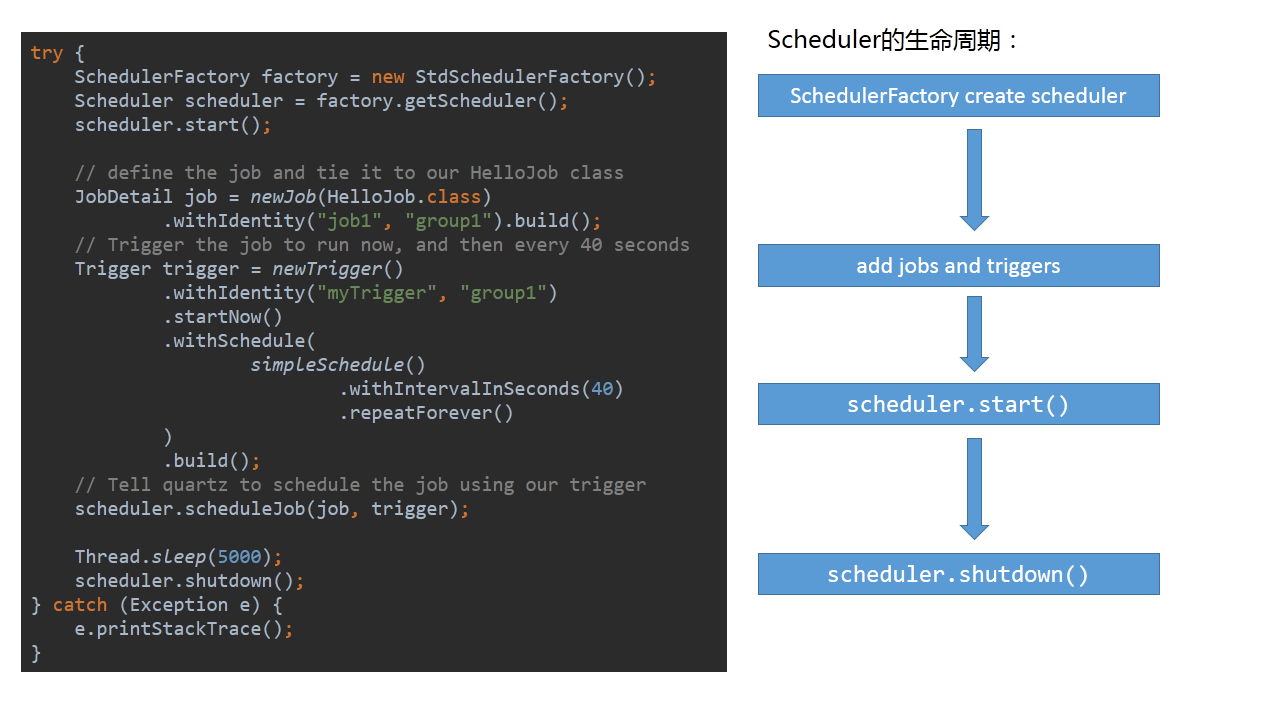 try {
    SchedulerFactory factory = new StdSchedulerFactory();
    Scheduler scheduler = factory.getScheduler();
    scheduler.start();

    // define the job and tie it to our HelloJob class
    JobDetail job = newJob(HelloJob.class)
            .withIdentity("job1", "group1").build();
    // Trigger the job to run now, and then every 40 seconds
    Trigger trigger = newTrigger()
            .withIdentity("myTrigger", "group1")
            .startNow()
            .withSchedule(
                    simpleSchedule()
                            .withIntervalInSeconds(40)
                            .repeatForever()
            )
            .build();
    // Tell quartz to schedule the job using our trigger
    scheduler.scheduleJob(job, trigger);

    Thread.sleep(5000);
    scheduler.shutdown();
} catch (Exception e) {
    e.printStackTrace();
}
Scheduler的生命周期：
SchedulerFactory create scheduler
add jobs and triggers
scheduler.start()
scheduler.shutdown()